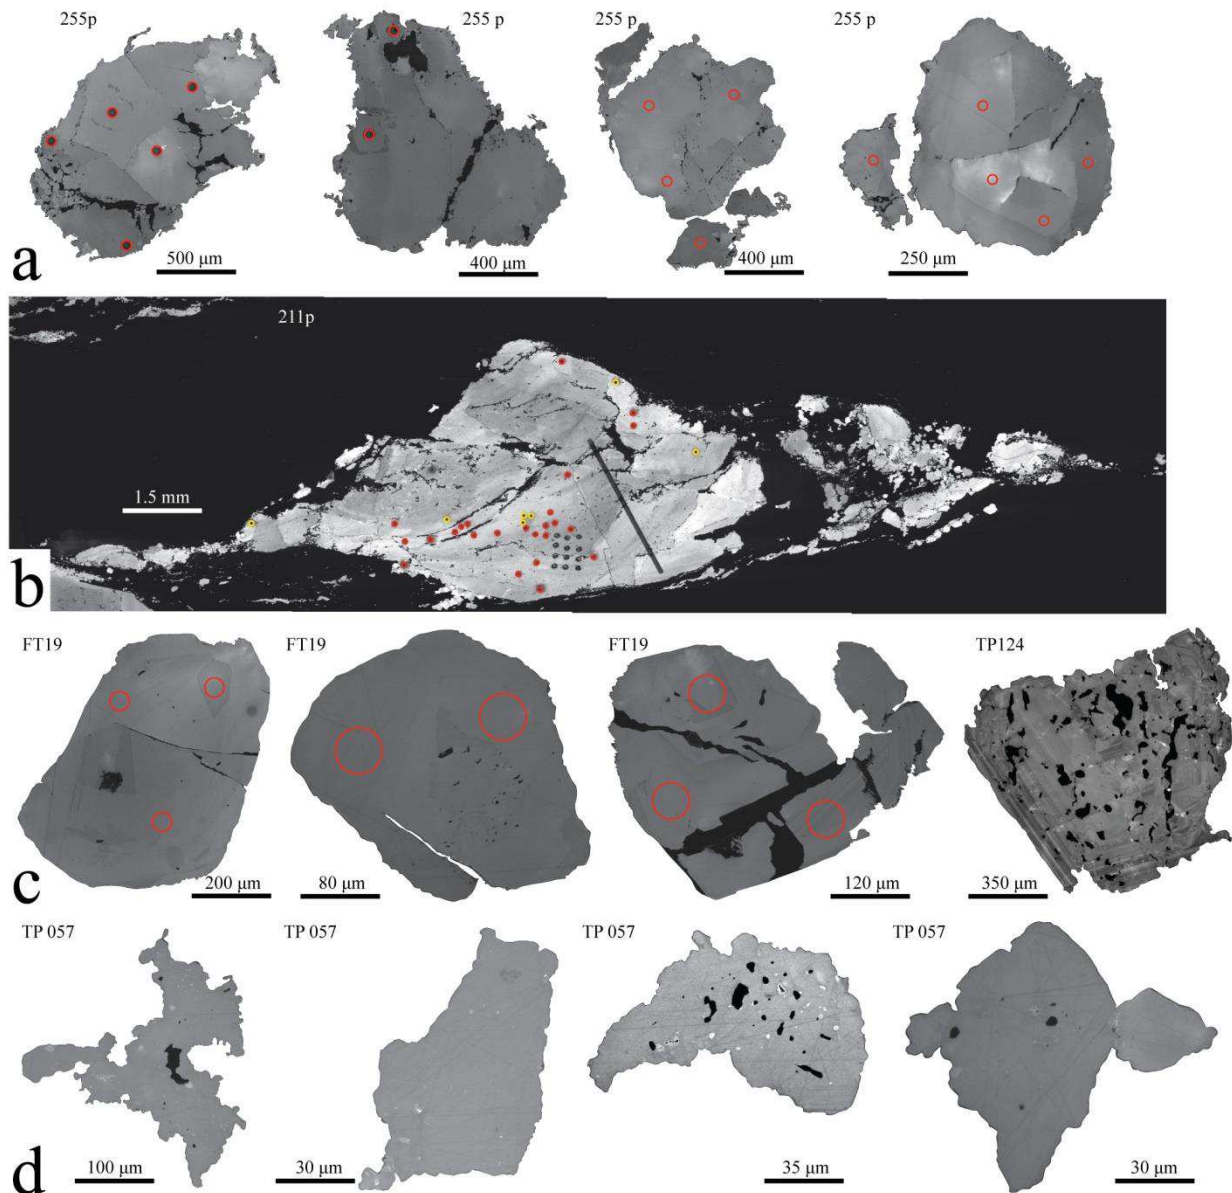 255p
255 p
255 p
255 p
a
500 µm
400 µm
400 µm
250 µm
211p
1.5 mm
b
FT19
FT19
FT19
TP124
c
200 µm
80 µm
120 µm
350 µm
TP 057
TP 057
TP 057
TP 057
d
100 µm
30 µm
35 µm
30 µm